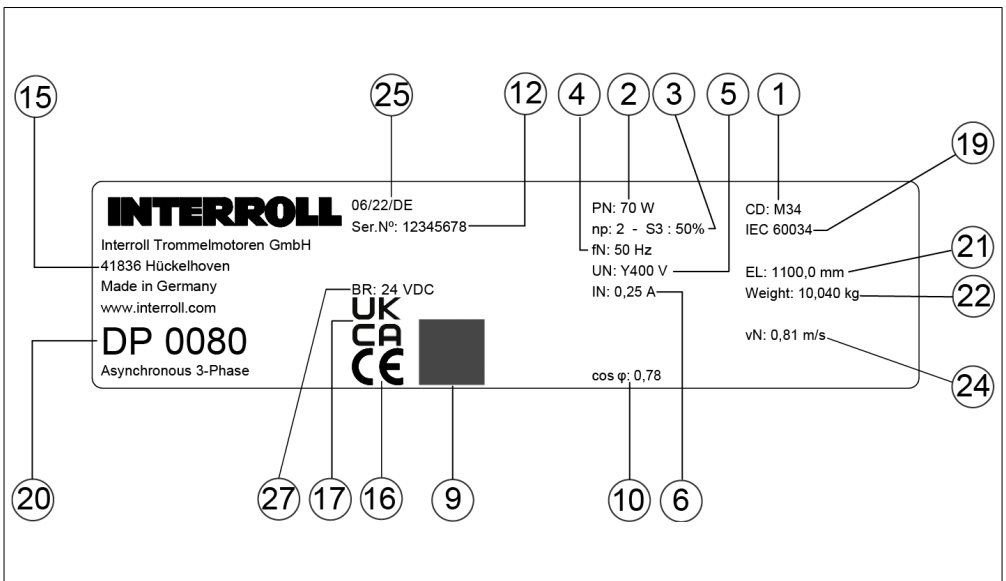 15
25
12
4
2
3
5
1
19
INTERROLL
Interroll Trommelmotoren GmbH
41836 Hückelhoven
Made in Germany
www.interroll.com
DP 0080
Asynchronous 3-Phase
06/22/DE
Ser.Nº: 12345678
BR: 24 VDC
UK
CA
CE
PN: 70 W
np: 2 - S3 : 50%
fN: 50 Hz
UN: Y400 V
IN: 0,25 A
cos φ: 0,78
CD: M34
IEC 60034
EL: 1100,0 mm
Weight: 10,040 kg
vN: 0,81 m/s
21
22
24
20
27
17
16
9
10
6